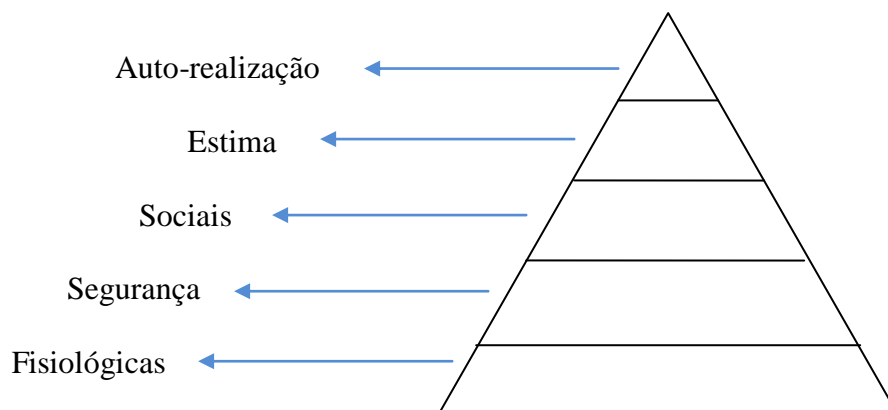 Auto-realização
Estima
Sociais
Segurança
Fisiológicas